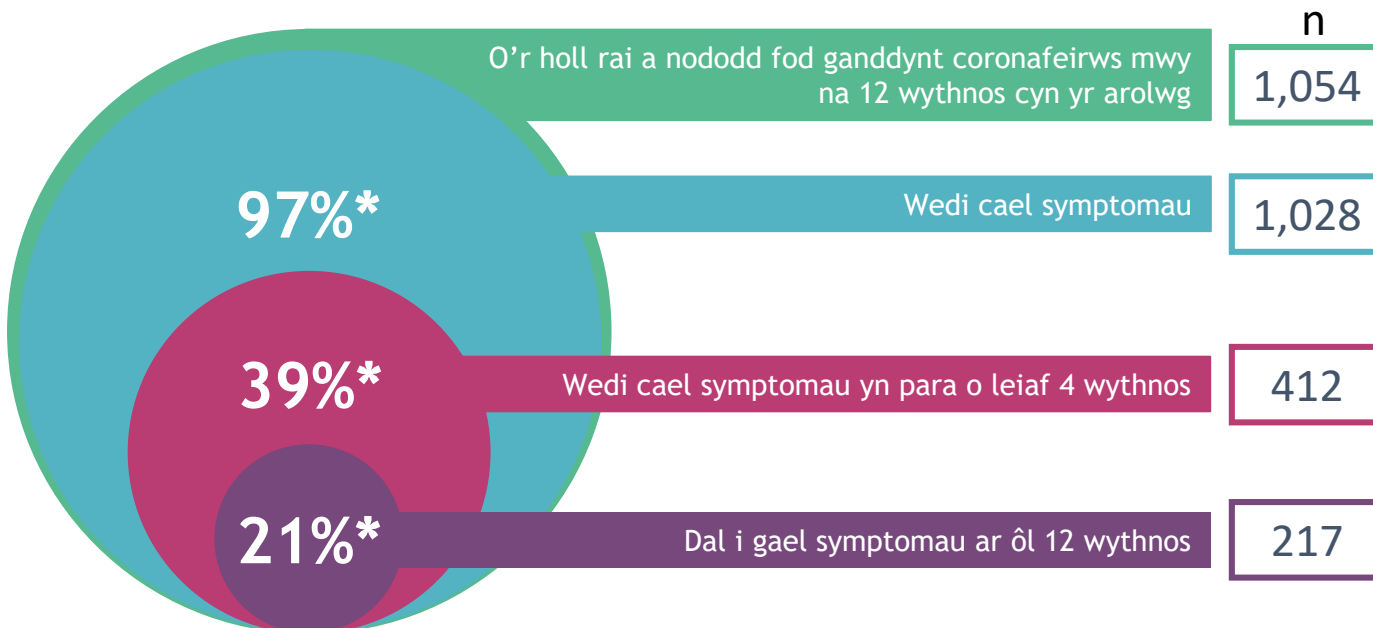 n
O'r holl rai a nododd fod ganddynt coronafeirws mwy
na 12 wythnos cyn yr arolwg
1,054
97%*
Wedi cael symptomau
1,028
39%*
Wedi cael symptomau yn para o leiaf 4 wythnos
412
21%*
Dal i gael symptomau ar ôl 12 wythnos
217